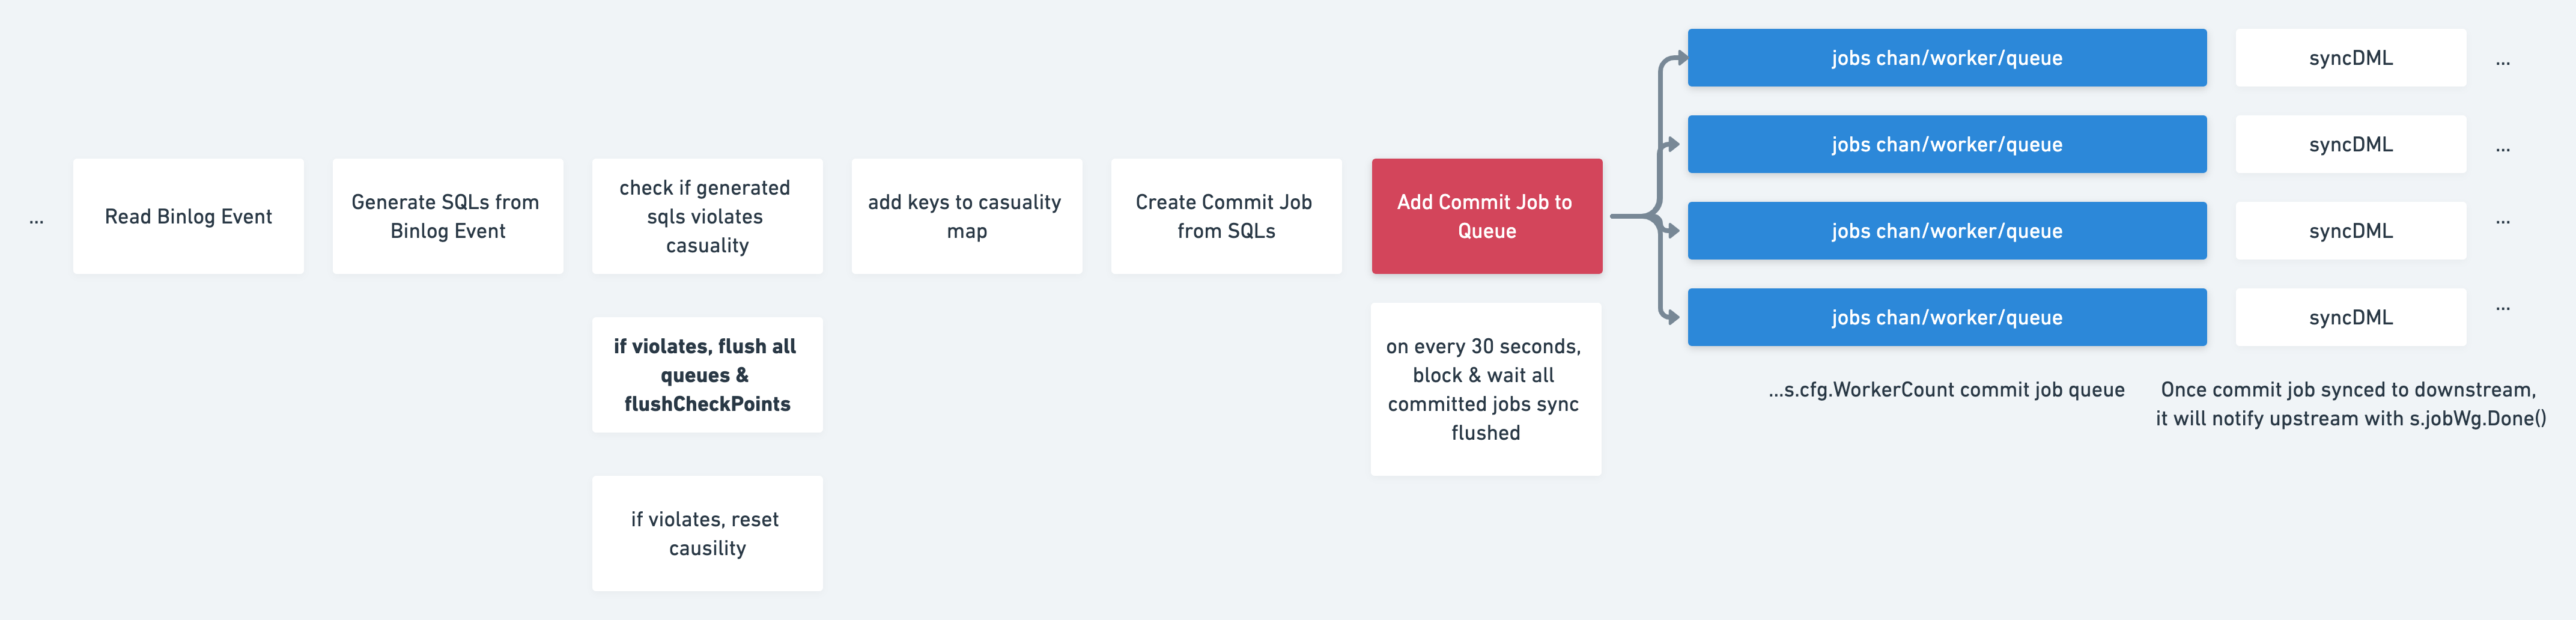 ...
Read Binlog Event
Generate SQLs from
Binlog Event
check if generated
sqls violates
casuality
if violates, flush all
queues &
flushCheckPoints
if violates, reset
causility
add keys to casuality
map
Create Commit Job
from SQLs
Add Commit Job to
Queue
on every 30 seconds,
block & wait all
committed jobs sync
flushed
jobs chan/worker/queue
syncDML
...
jobs chan/worker/queue
syncDML
...
jobs chan/worker/queue
syncDML
...
jobs chan/worker/queue
syncDML
...
...s.cfg.WorkerCount commit job queue
Once commit job synced to downstream,
it will notify upstream with s.jobWg.Done()